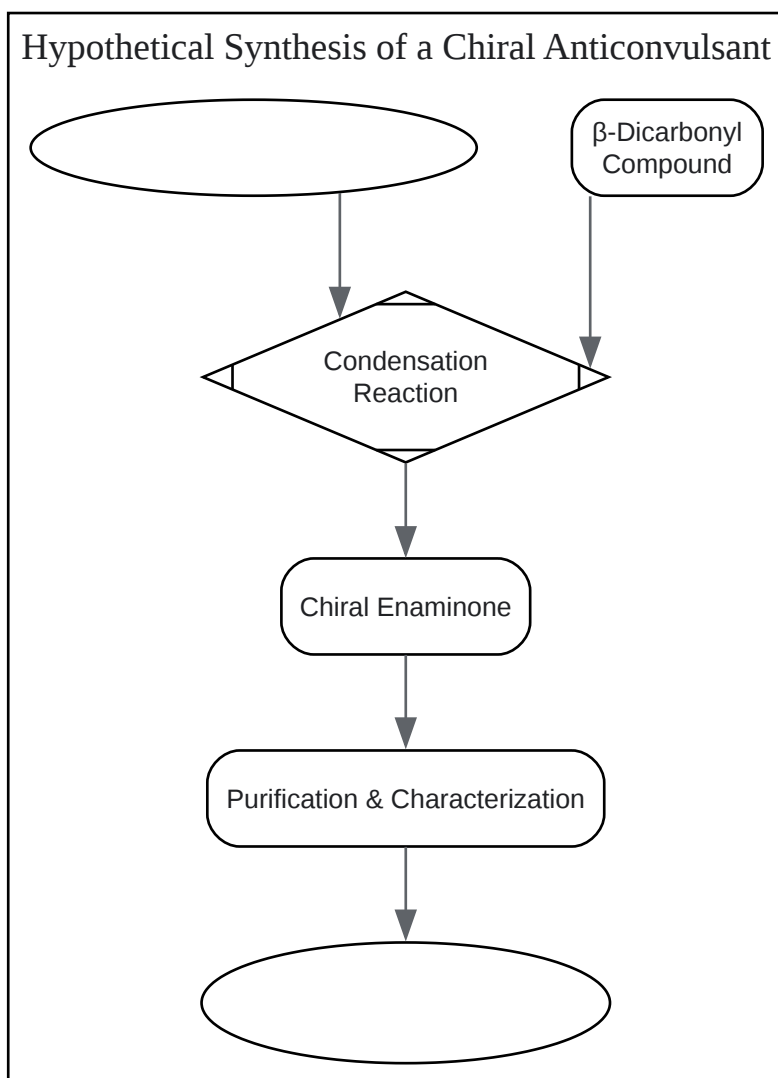 Hypothetical Synthesis of a Chiral Anticonvulsant
β-Dicarbonyl
Compound
Condensation
Reaction
Chiral Enaminone
Purification & Characterization